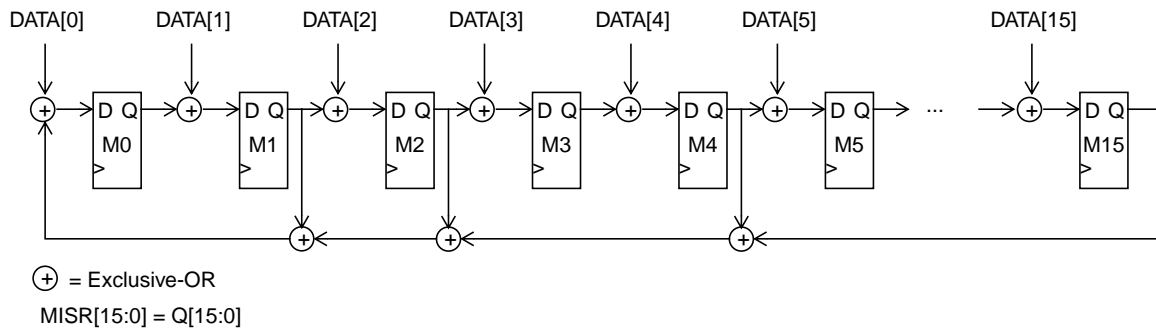 DATA[0] DATA[1] DATA[2] DATA[3] DATA[4] DATA[5] DATA[15]
+ + + + + + +
D Q D Q D Q D Q D Q D Q ... D Q
M0 M1 M2 M3 M4 M5 M15
> > > > > > >
+ + +
+ = Exclusive-OR
MISR[15:0] = Q[15:0]